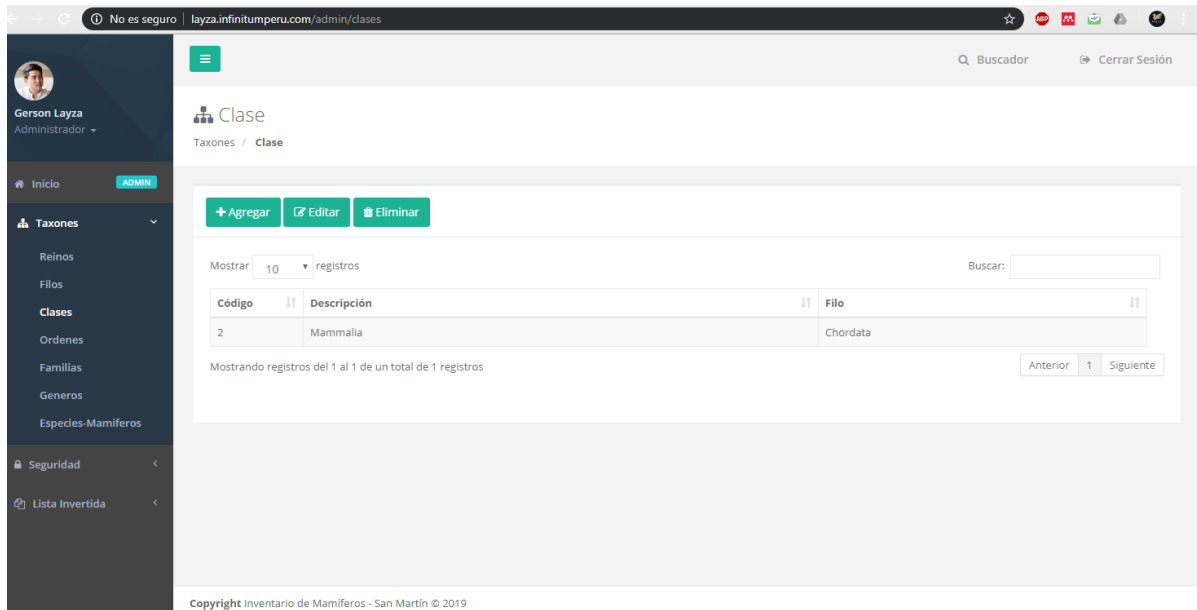 No es seguro | layza.infinitumperu.com/admin/clases
ABP
Gerson Layza
Administrador
Inicio ADMIN
Taxones
Reinos
Filos
Clases
Ordenes
Familias
Generos
Especies-Mamiferos
Seguridad
Lista Invertida
Buscador Cerrar Sesión
Clase
Taxones / Clase
Agregar Editar Eliminar
Mostrar 10 registros Buscar:
Código Descripción Filo
2 Mammalia Chordata
Mostrando registros del 1 al 1 de un total de 1 registros Anterior 1 Siguiente
Copyright Inventario de Mamíferos - San Martín © 2019